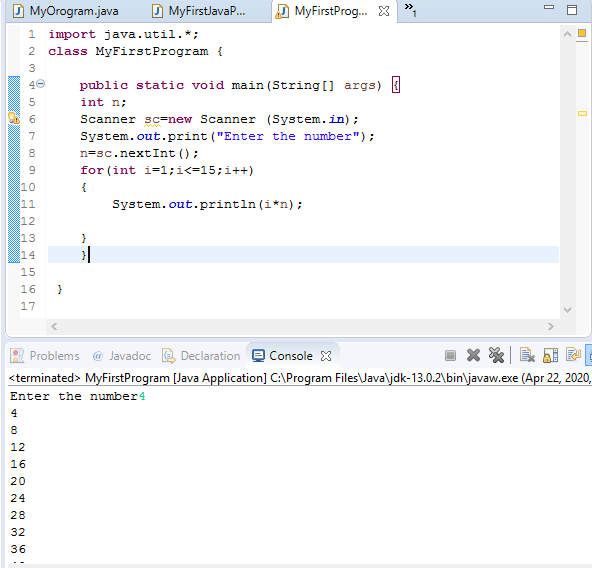 MyOrogram.java MyFirstJavaP... MyFirstProg... »1
1 import java.util.*;
2 class MyFirstProgram {
3
4 public static void main(String[] args) {
5 int n;
6 Scanner sc=new Scanner (System.in);
7 System.out.print("Enter the number");
8 n=sc.nextInt();
9 for(int i=1;i<=15;i++)
10 {
11 System.out.println(i*n);
12
13 }
14 }
15
16 }
17
Problems @ Javadoc Declaration Console
<terminated> MyFirstProgram [Java Application] C:\Program Files\Java\jdk-13.0.2\bin\javaw.exe (Apr 22, 2020,
Enter the number4
4
8
12
16
20
24
28
32
36